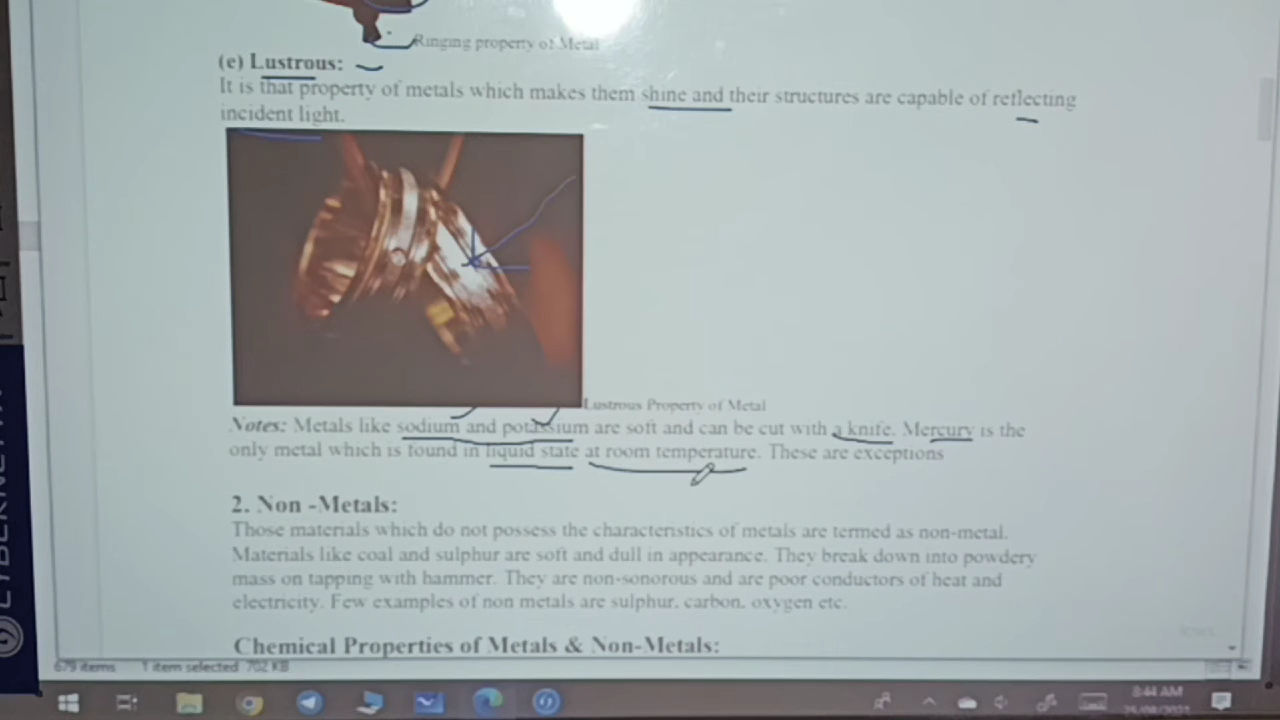 Ringing property of Metal
(e) Lustrous:
It is that property of metals which makes them shine and their structures are capable of reflecting
incident light.
Lustrous Property of Metal
Notes: Metals like sodium and potassium are soft and can be cut with a knife. Mercury is the
only metal which is found in liquid state at room temperature. These are exceptions
2. Non -Metals:
Those materials which do not possess the characteristics of metals are termed as non-metal.
Materials like coal and sulphur are soft and dull in appearance. They break down into powdery
mass on tapping with hammer. They are non-sonorous and are poor conductors of heat and
electricity. Few examples of non metals are sulphur, carbon, oxygen etc.
Chemical Properties of Metals & Non-Metals:
679 items 1 item selected 702 KB
8:44 AM